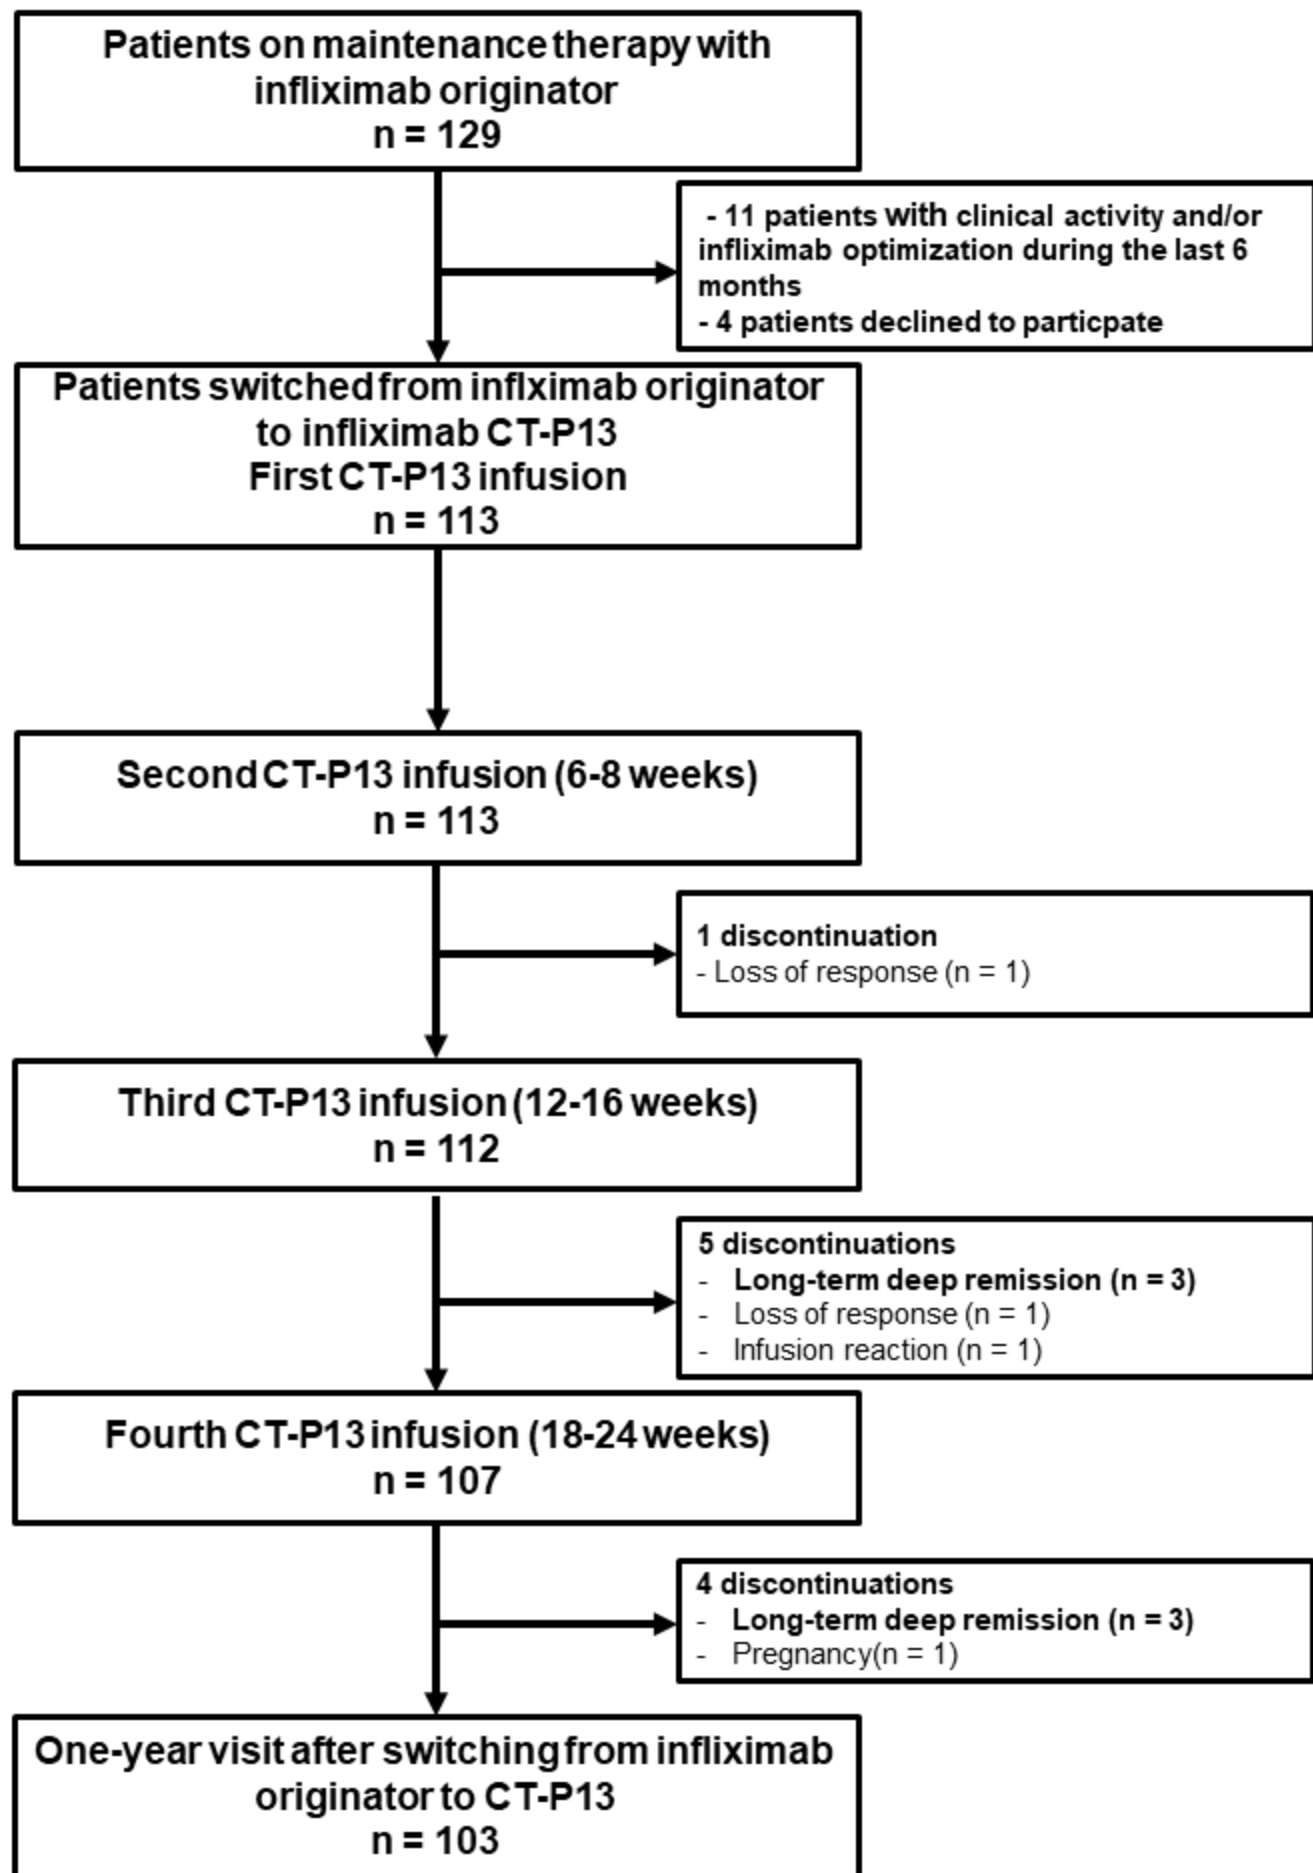 Patients on maintenance therapy with
infliximab originator
n = 129
- 11 patients with clinical activity and/or
infliximab optimization during the last 6
months
- 4 patients declined to particpate
Patients switched from inflximab originator
to infliximab CT-P13
First CT-P13 infusion
n = 113
Second CT-P13 infusion (6-8 weeks)
n = 113
1 discontinuation
- Loss of response (n = 1)
Third CT-P13 infusion (12-16 weeks)
n = 112
5 discontinuations
- Long-term deep remission (n = 3)
- Loss of response (n = 1)
- Infusion reaction (n = 1)
Fourth CT-P13 infusion (18-24 weeks)
n = 107
4 discontinuations
- Long-term deep remission (n = 3)
- Pregnancy(n = 1)
One-year visit after switching from infliximab
originator to CT-P13
n = 103